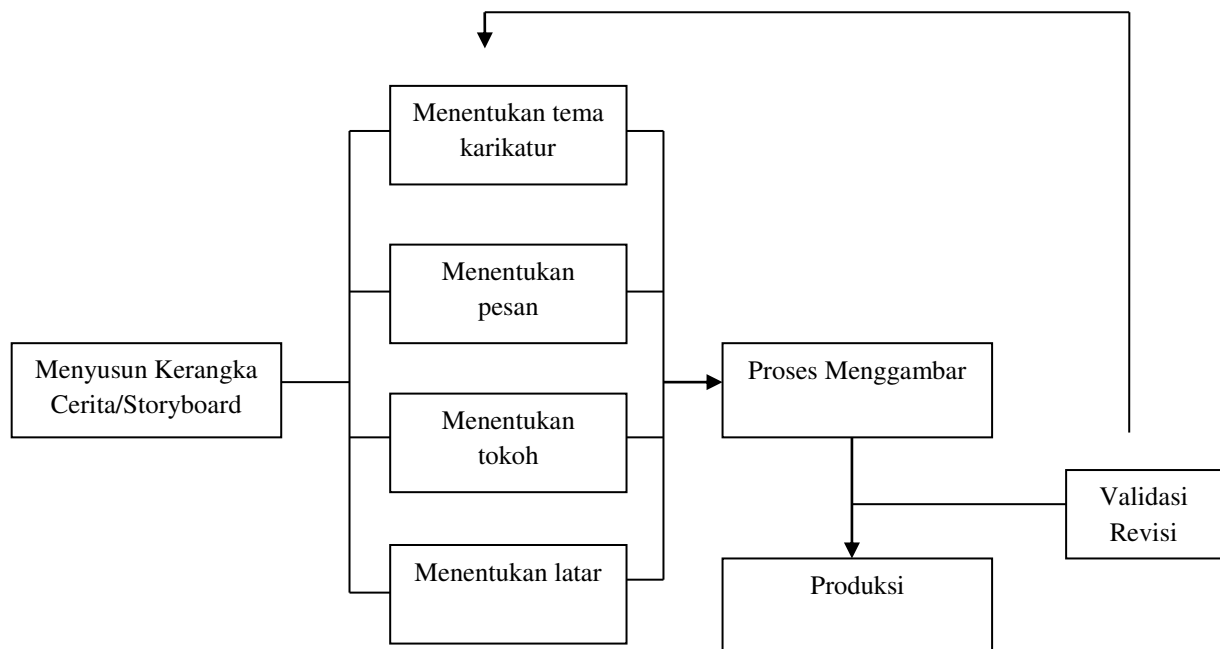 Menentukan tema
karikatur
Menentukan
pesan
Menyusun Kerangka
Cerita/Storyboard
Proses Menggambar
Menentukan
tokoh
Validasi
Revisi
Menentukan latar
Produksi